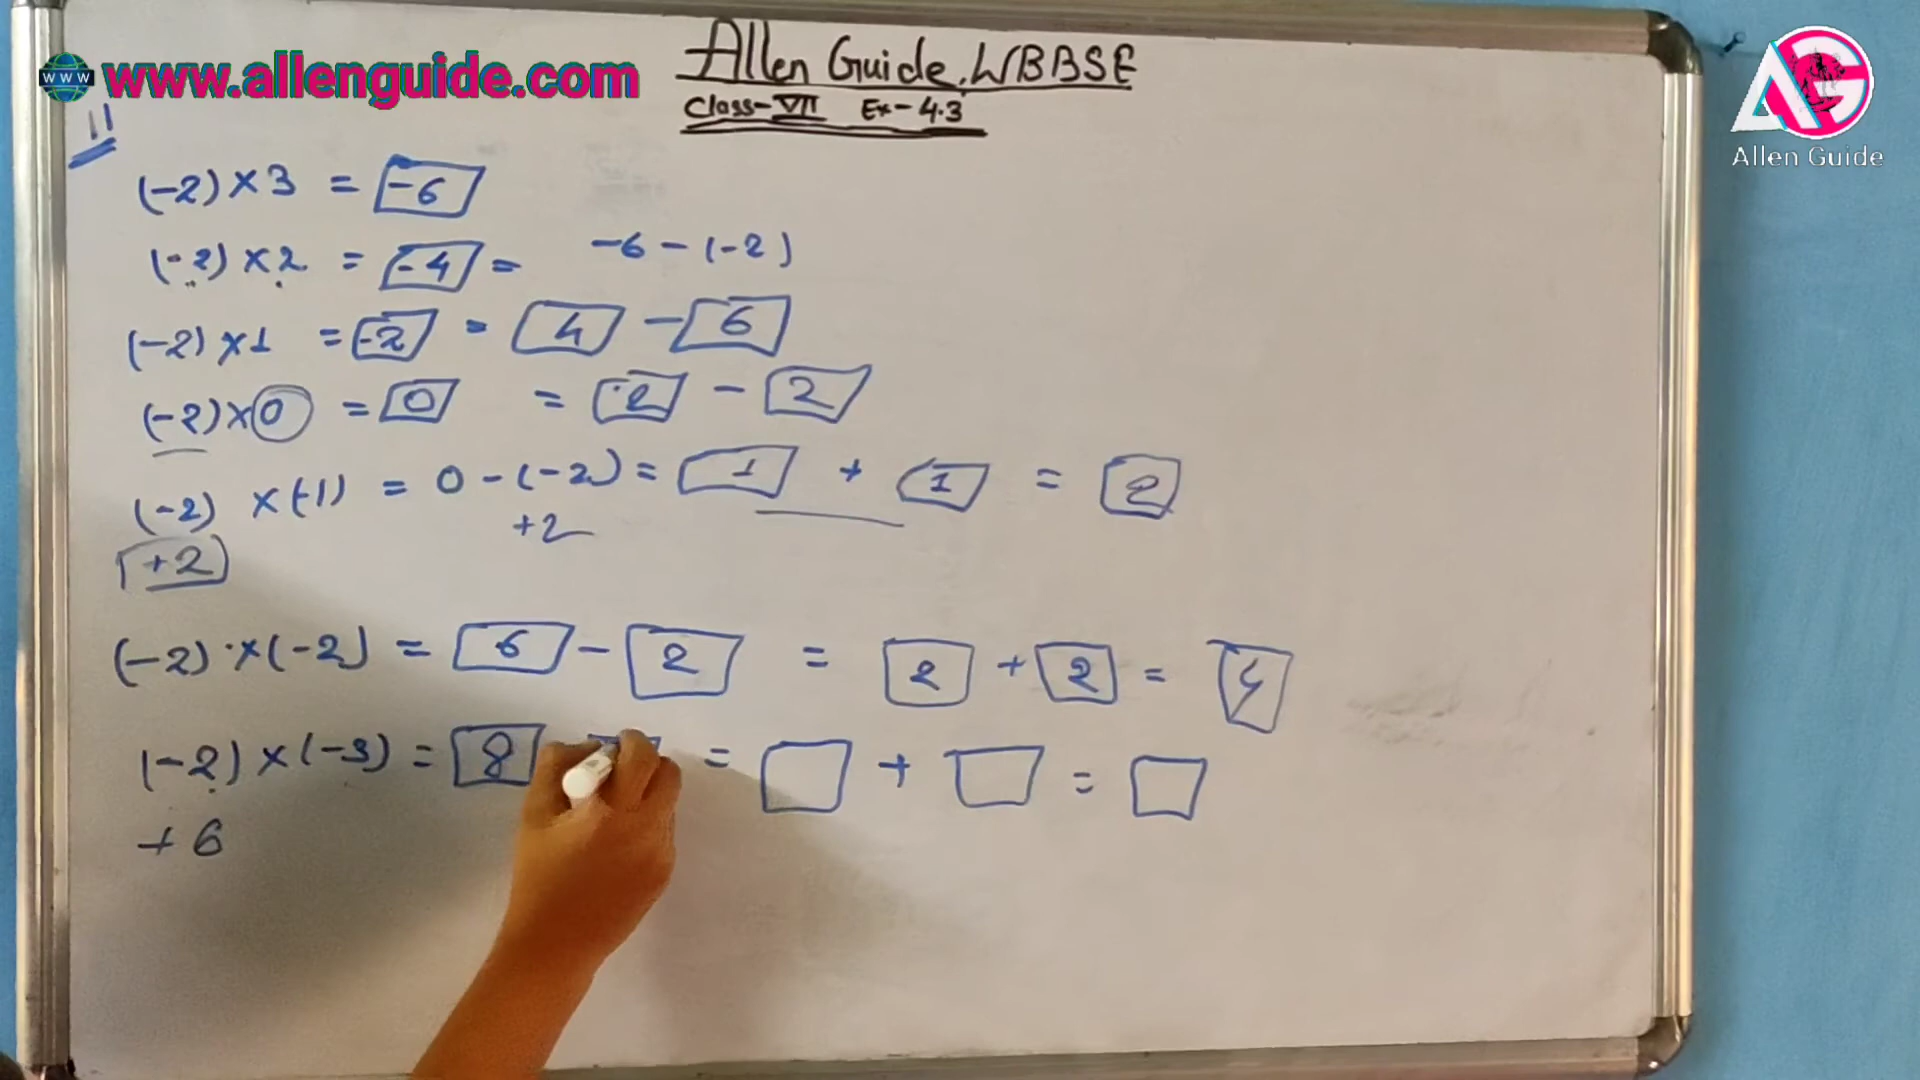 www www.allenguide.com
Allen Guide, WBBSE
Class-VII Ex-4.3
Allen Guide
11
(-2) × 3 = -6
(-2) × 2 = -4 = -6 - (-2)
(-2) × 1 = -2 = 4 - 6
(-2) × 0 = 0 = 2 - 2
(-2) × (-1) = 0 - (-2) = 1 + 1 = 2
+2
+2
(-2) × (-2) = 6 - 2 = 2 + 2 = 4
(-2) × (-3) = 8 = + =
+6